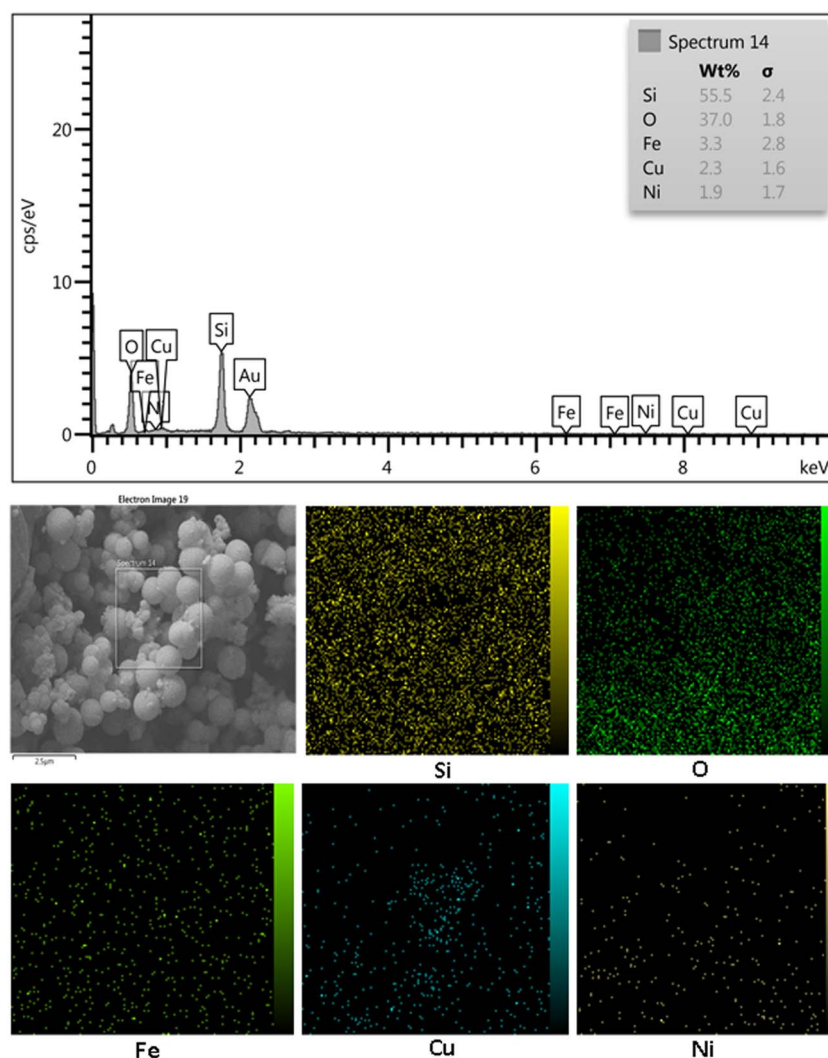 Spectrum 14
Wt% σ
Si 55.5 2.4
O 37.0 1.8
Fe 3.3 2.8
Cu 2.3 1.6
Ni 1.9 1.7
cps/eV
20
10
0
O
Fe
Cu
Si
Au
Fe
Fe
Ni
Cu
Cu
0 2 4 6 8 keV
Electron Image 19
Spectrum 14
2.5μm
Si
O
Fe
Cu
Ni